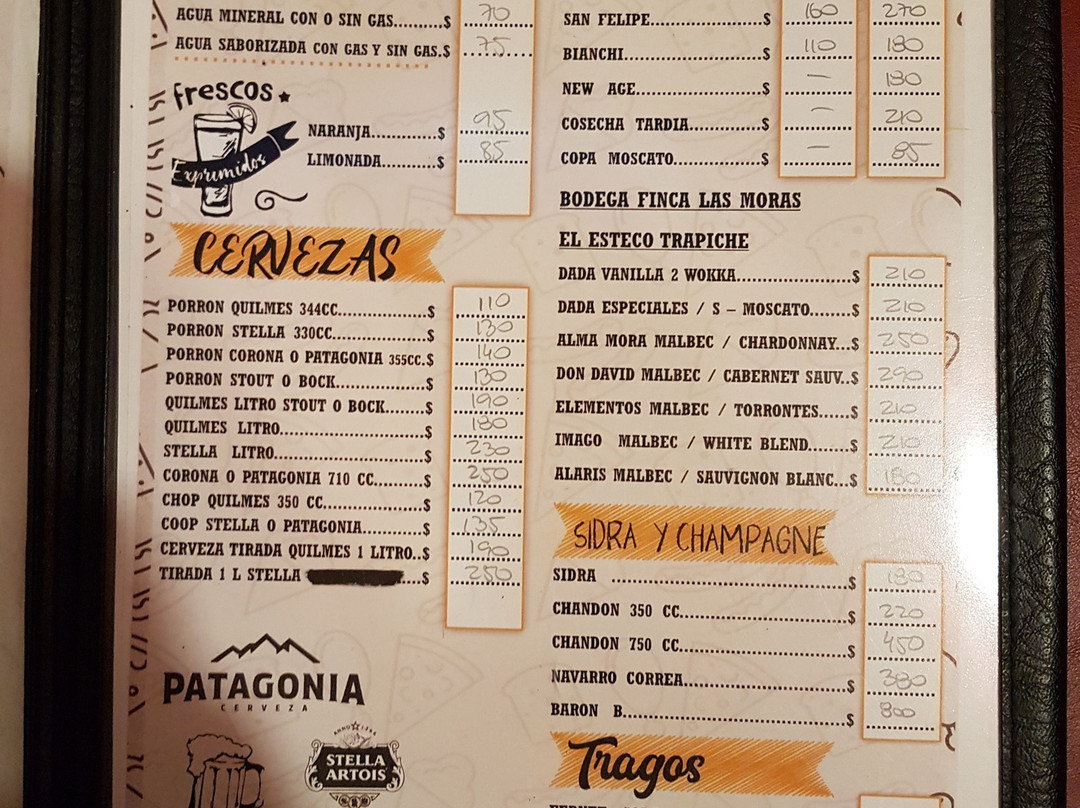 AGUA MINERAL CON O SIN GAS........$ 70
AGUA SABORIZADA CON GAS Y SIN GAS.$ 75
frescos
Exprimidos
NARANJA............$ 95
LIMONADA..........$ 85
CERVEZAS
PORRON QUILMES 344CC..................$ 110
PORRON STELLA 330CC...................$ 130
PORRON CORONA O PATAGONIA 355CC.$ 140
PORRON STOUT O BOCK..................$ 130
QUILMES LITRO STOUT O BOCK........$ 190
QUILMES LITRO.............................$ 180
STELLA LITRO..............................$ 230
CORONA O PATAGONIA 710 CC..........$ 250
CHOP QUILMES 350 CC...................$ 120
COOP STELLA O PATAGONIA.............$ 135
CERVEZA TIRADA QUILMES 1 LITRO..$ 190
TIRADA 1 L STELLA ...$ 250
PATAGONIA
CERVEZA
ANNO 1366
STELLA
ARTOIS
SAN FELIPE.....................$ 160 270
BIANCHI..........................$ 110 180
NEW AGE.......................$ — 180
COSECHA TARDIA.............$ — 210
COPA MOSCATO................$ — 85
BODEGA FINCA LAS MORAS
EL ESTECO TRAPICHE
DADA VANILLA 2 WOKKA.......................$ 210
DADA ESPECIALES / S – MOSCATO........$ 210
ALMA MORA MALBEC / CHARDONNAY...$ 250
DON DAVID MALBEC / CABERNET SAUV..$ 290
ELEMENTOS MALBEC / TORRONTES......$ 210
IMAGO MALBEC / WHITE BLEND........$ 210
ALARIS MALBEC / SAUVIGNON BLANC...$ 180
SIDRA Y CHAMPAGNE
SIDRA ..........................................$ 180
CHANDON 350 CC...............................$ 220
CHANDON 750 CC...............................$ 450
NAVARRO CORREA..............................$ 380
BARON B..........................................$ 800
Tragos